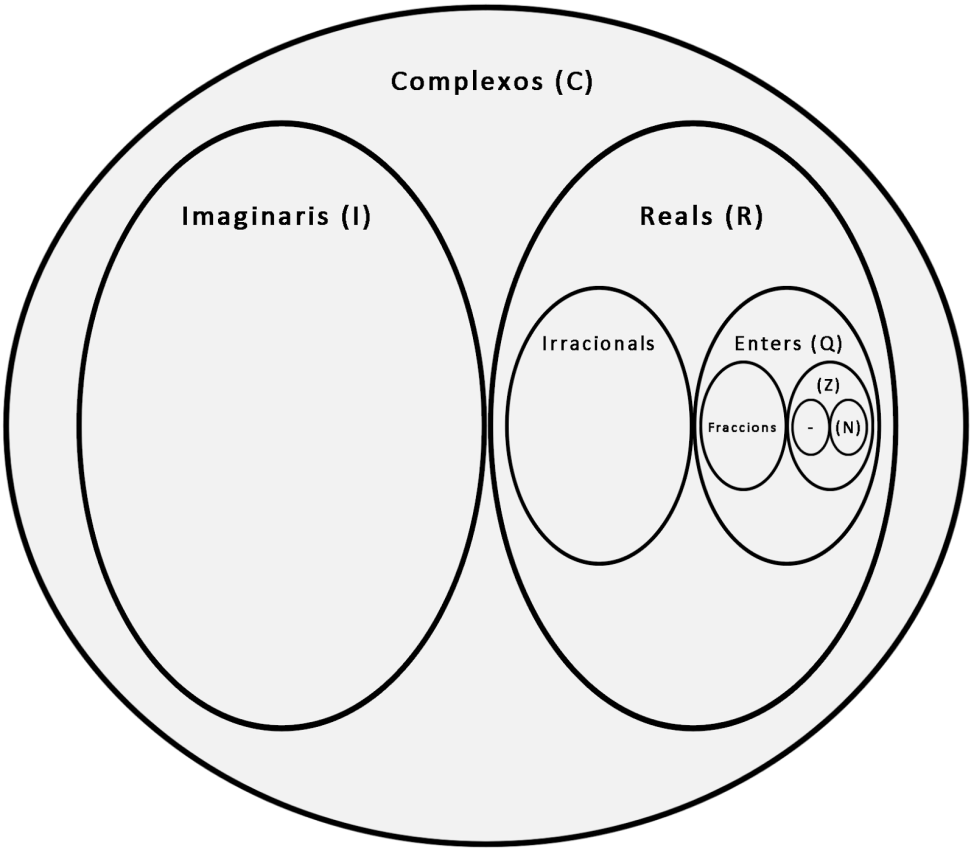 Complexos (C)
Imaginaris (I)
Reals (R)
Irracionals
Enters (Q)
(Z)
Fraccions
-
(N)